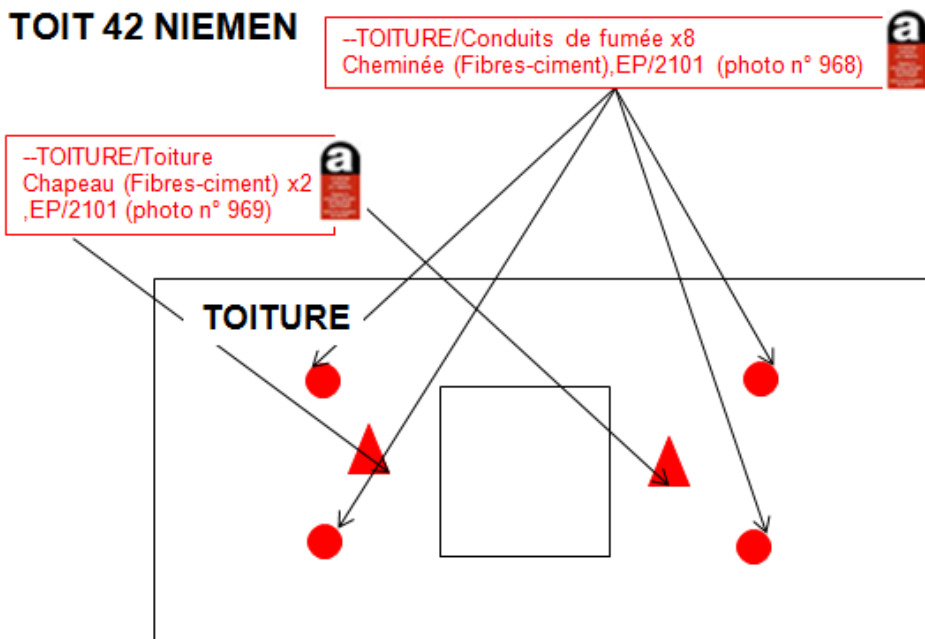 TOIT 42 NIEMEN
--TOITURE/Conduits de fumée x8
Cheminée (Fibres-ciment),EP/2101 (photo n° 968)
a
--TOITURE/Toiture
Chapeau (Fibres-ciment) x2
,EP/2101 (photo n° 969)
a
TOITURE